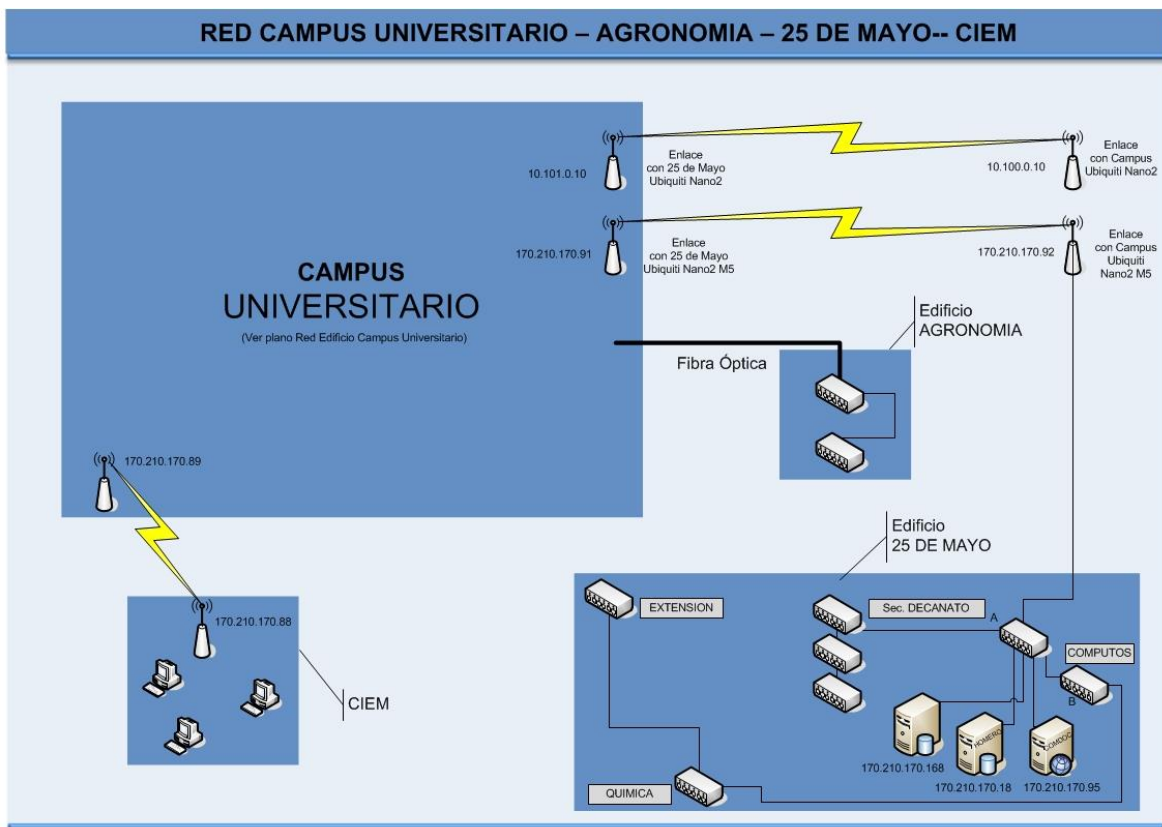 RED CAMPUS UNIVERSITARIO – AGRONOMIA – 25 DE MAYO-- CIEM
10.101.0.10
Enlace
con 25 de Mayo
Ubiquiti Nano2
10.100.0.10
Enlace
con Campus
Ubiquiti Nano2
170.210.170.91
Enlace
con 25 de Mayo
Ubiquiti Nano2 M5
170.210.170.92
Enlace
con Campus
Ubiquiti
Nano2 M5
CAMPUS
UNIVERSITARIO
(Ver plano Red Edificio Campus Universitario)
Edificio
AGRONOMIA
Fibra Óptica
170.210.170.89
Edificio
25 DE MAYO
170.210.170.88
CIEM
EXTENSION
Sec. DECANATO
A
COMPUTOS
B
HOMERO
170.210.170.168
170.210.170.18
170.210.170.95
QUIMICA